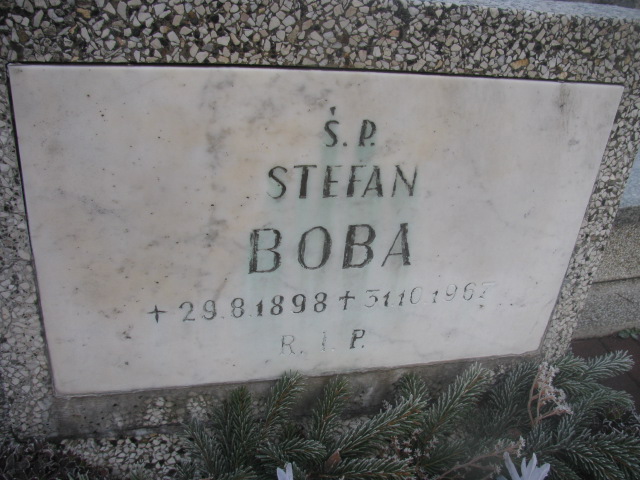 Ś.P.
STEFAN
BOBA
+ 29.8.1898 + 31.10.1967
R.I.P.